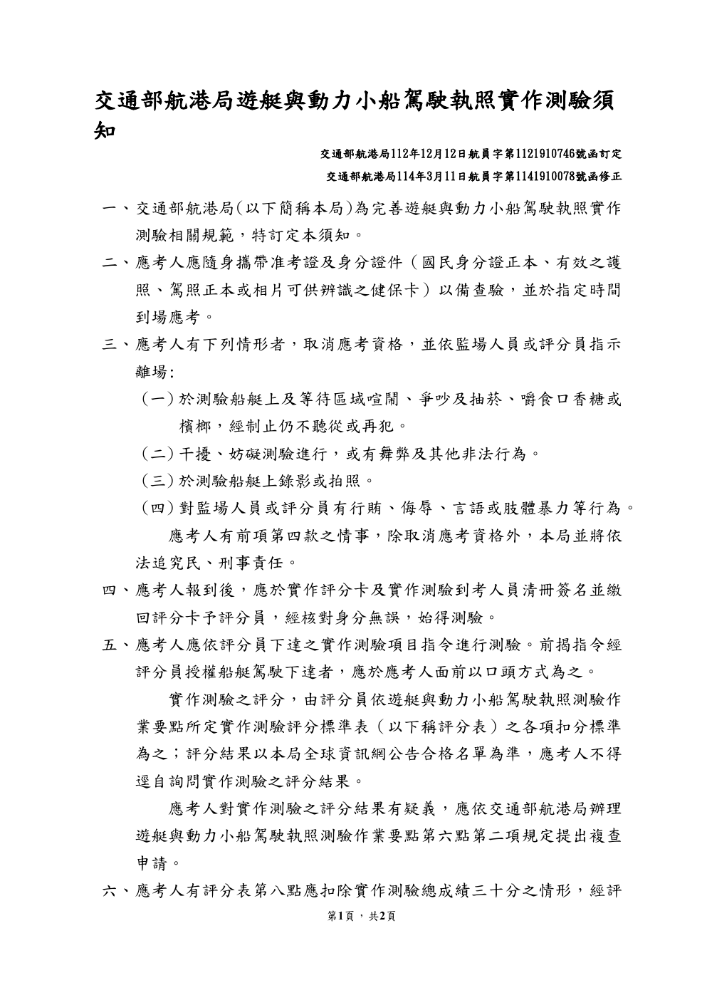 交通部航港局遊艇與動力小船駕駛執照實作測驗須
知
交通部航港局112年12月12日航員字第1121910746號函訂定
交通部航港局114年3月11日航員字第1141910078號函修正
一、交通部航港局(以下簡稱本局)為完善遊艇與動力小船駕駛執照實作
測驗相關規範，特訂定本須知。
二、應考人應隨身攜帶准考證及身分證件（國民身分證正本、有效之護
照、駕照正本或相片可供辨識之健保卡）以備查驗，並於指定時間
到場應考。
三、應考人有下列情形者，取消應考資格，並依監場人員或評分員指示
離場:
(一)於測驗船艇上及等待區域喧鬧、爭吵及抽菸、嚼食口香糖或
檳榔，經制止仍不聽從或再犯。
(二)干擾、妨礙測驗進行，或有舞弊及其他非法行為。
(三)於測驗船艇上錄影或拍照。
(四)對監場人員或評分員有行賄、侮辱、言語或肢體暴力等行為。
應考人有前項第四款之情事，除取消應考資格外，本局並將依
法追究民、刑事責任。
四、應考人報到後，應於實作評分卡及實作測驗到考人員清冊簽名並繳
回評分卡予評分員，經核對身分無誤，始得測驗。
五、應考人應依評分員下達之實作測驗項目指令進行測驗。前揭指令經
評分員授權船艇駕駛下達者，應於應考人面前以口頭方式為之。
實作測驗之評分，由評分員依遊艇與動力小船駕駛執照測驗作
業要點所定實作測驗評分標準表（以下稱評分表）之各項扣分標準
為之；評分結果以本局全球資訊網公告合格名單為準，應考人不得
逕自詢問實作測驗之評分結果。
應考人對實作測驗之評分結果有疑義，應依交通部航港局辦理
遊艇與動力小船駕駛執照測驗作業要點第六點第二項規定提出複查
申請。
六、應考人有評分表第八點應扣除實作測驗總成績三十分之情形，經評
第1頁，共2頁